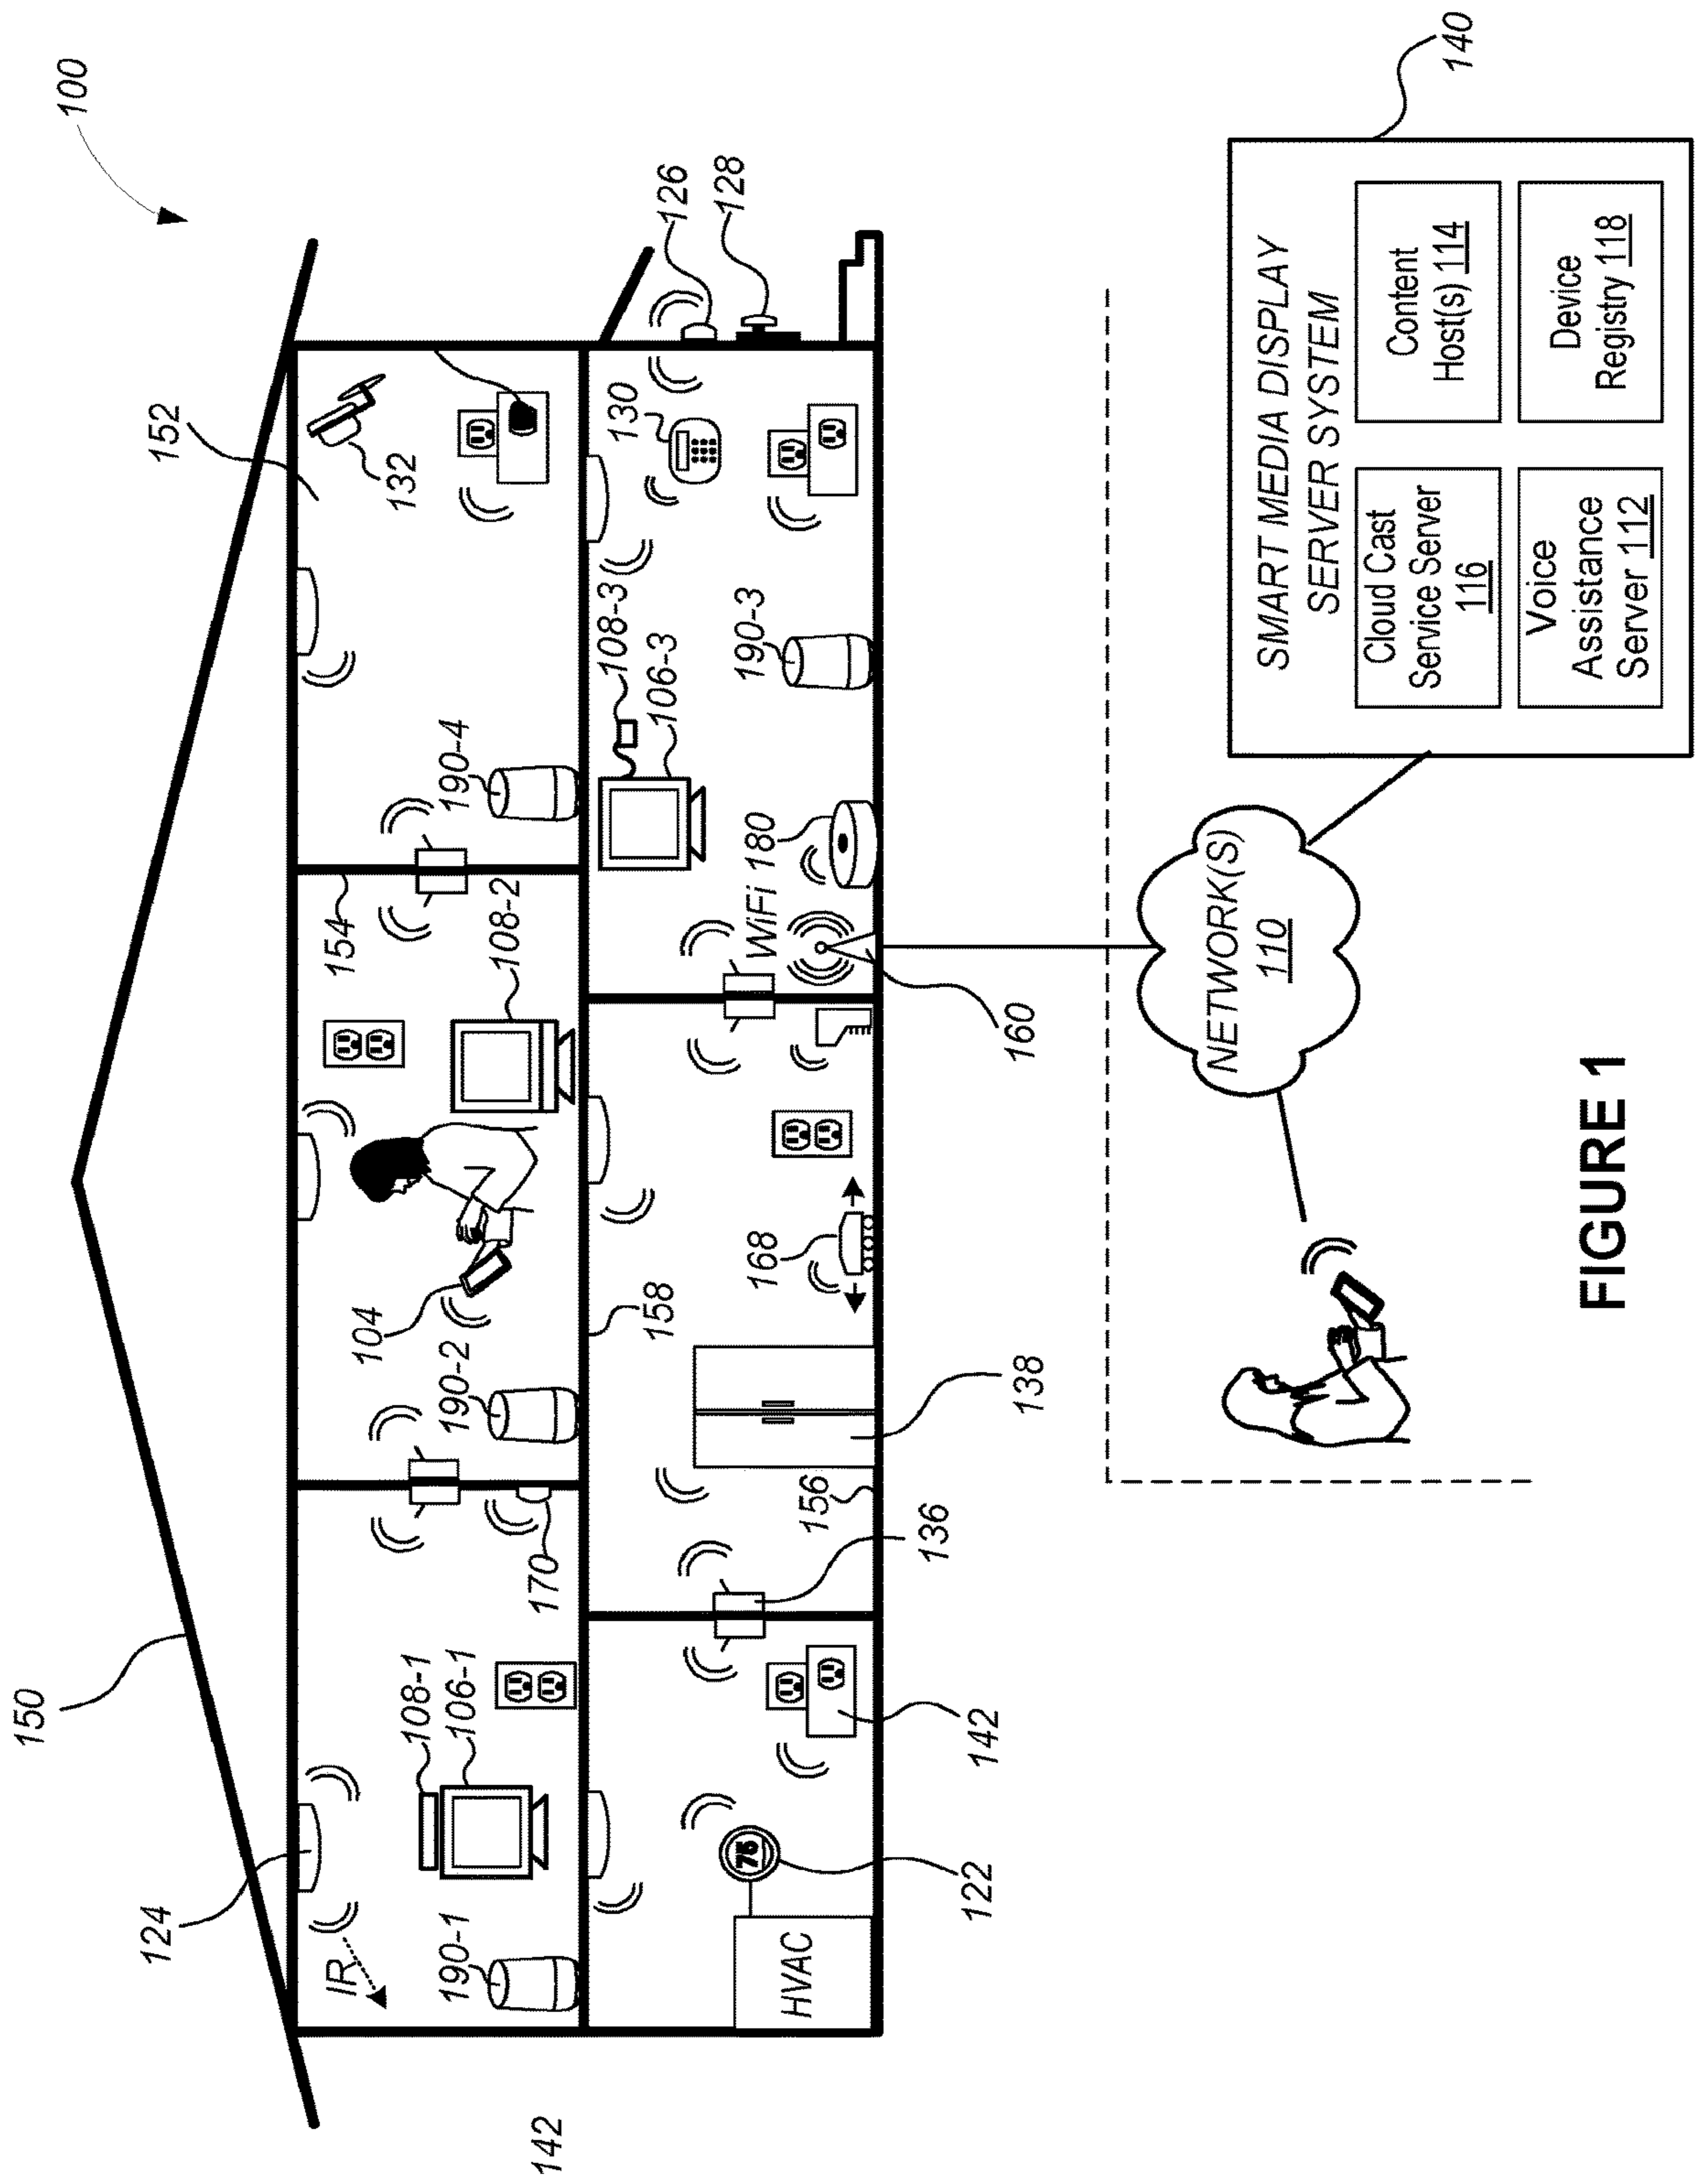 100
150
152
124
IR
132
154
108-2
104
190-4
190-2
170
108-1
106-1
190-1
142
126
128
130
108-3
106-3
190-3
WiFi 180
158
168
156
160
138
136
142
122
75
HVAC
NETWORK(S)
110
140
SMART MEDIA DISPLAY
SERVER SYSTEM
Cloud Cast
Service Server
116
Content
Host(s) 114
Voice
Assistance
Server 112
Device
Registry 118
FIGURE 1